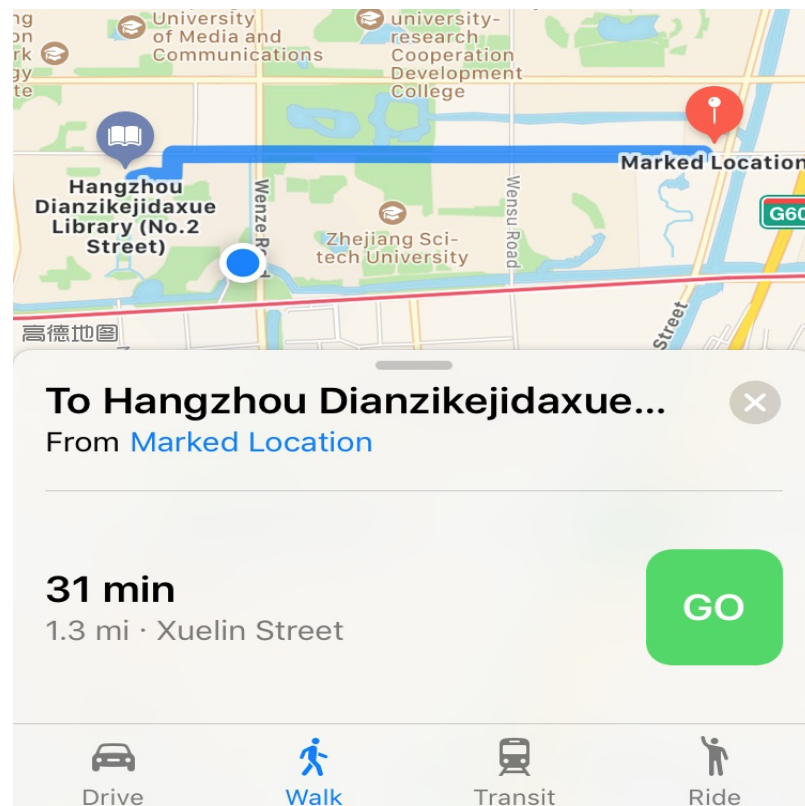 University
of Media and
Communications
university-
research
Cooperation
Development
College
Marked Location
Hangzhou
Dianzikejidaxue
Library (No.2
Street)
Wensu Road
Zhejiang Sci-
tech University
G60
Street
高德地图
To Hangzhou Dianzikejidaxue...
From Marked Location
31 min
1.3 mi · Xuelin Street
GO
Drive
Walk
Transit
Ride